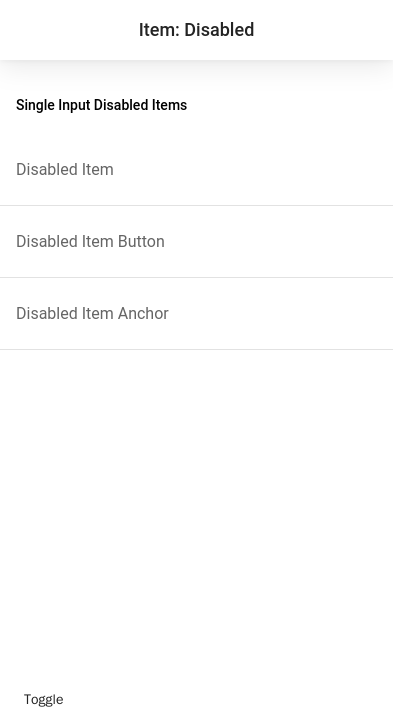 Item: Disabled
Single Input Disabled Items
Disabled Item
Disabled Item Button
Disabled Item Anchor
Toggle